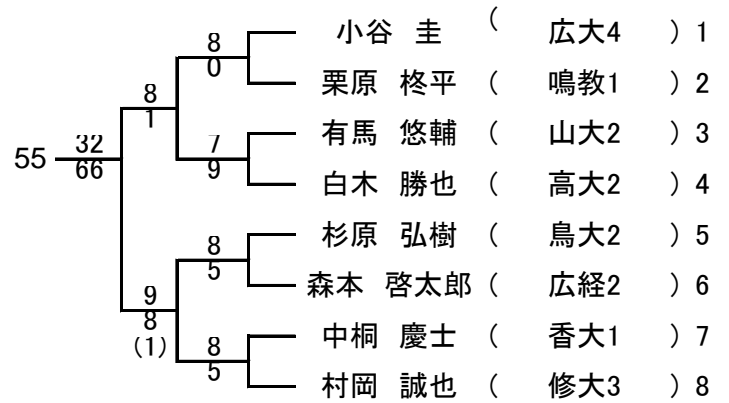 小谷 圭 ( 広大4 ) 1
8
0
栗原 柊平 ( 鳴教1 ) 2
8
1
有馬 悠輔 ( 山大2 ) 3
7
9
55 32
66
白木 勝也 ( 高大2 ) 4
杉原 弘樹 ( 鳥大2 ) 5
8
5
森本 啓太郎 ( 広経2 ) 6
9
8
(1)
中桐 慶士 ( 香大1 ) 7
8
5
村岡 誠也 ( 修大3 ) 8